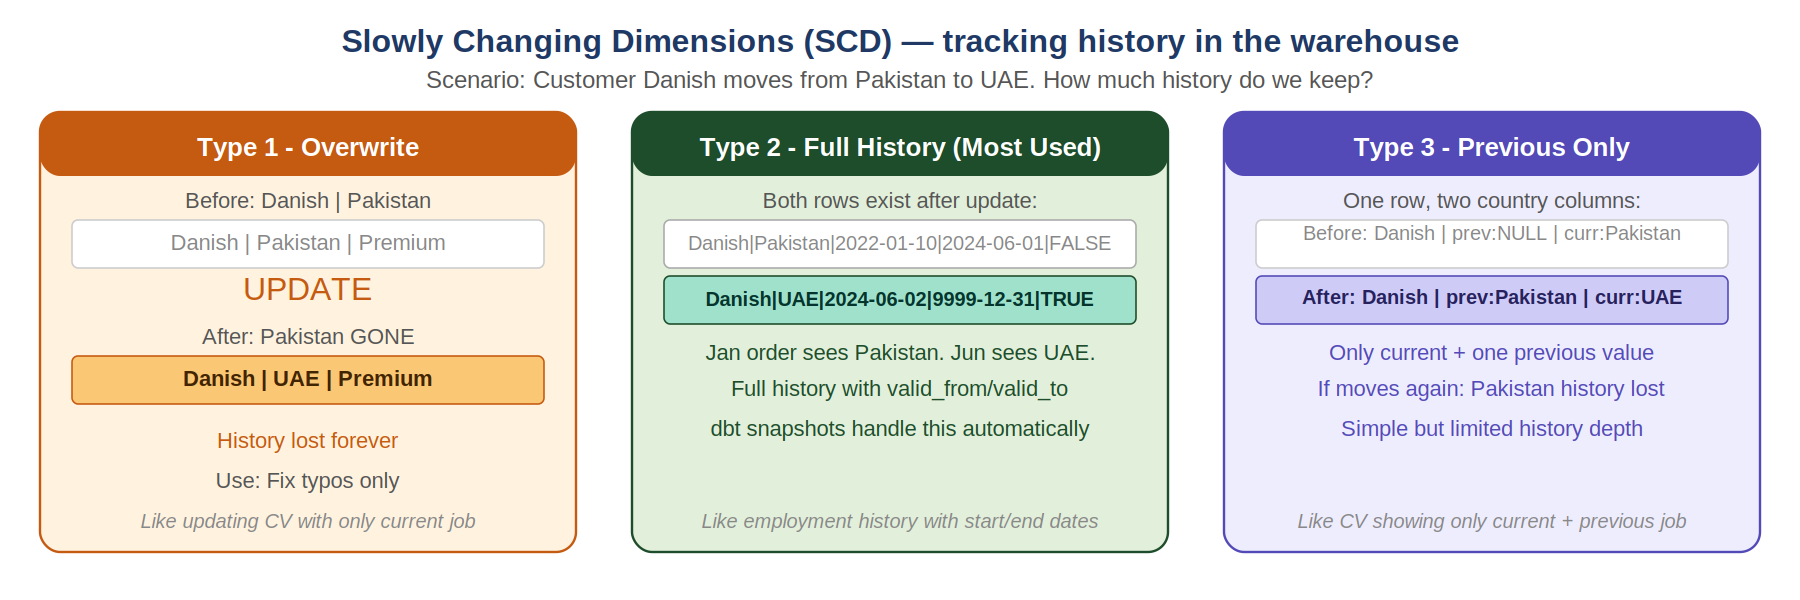 Slowly Changing Dimensions (SCD) — tracking history in the warehouse
Scenario: Customer Danish moves from Pakistan to UAE. How much history do we keep?
Type 1 - Overwrite
Before: Danish | Pakistan
Danish | Pakistan | Premium
UPDATE
After: Pakistan GONE
Danish | UAE | Premium
History lost forever
Use: Fix typos only
Like updating CV with only current job
Type 2 - Full History (Most Used)
Both rows exist after update:
Danish|Pakistan|2022-01-10|2024-06-01|FALSE
Danish|UAE|2024-06-02|9999-12-31|TRUE
Jan order sees Pakistan. Jun sees UAE.
Full history with valid_from/valid_to
dbt snapshots handle this automatically
Like employment history with start/end dates
Type 3 - Previous Only
One row, two country columns:
Before: Danish | prev:NULL | curr:Pakistan
After: Danish | prev:Pakistan | curr:UAE
Only current + one previous value
If moves again: Pakistan history lost
Simple but limited history depth
Like CV showing only current + previous job